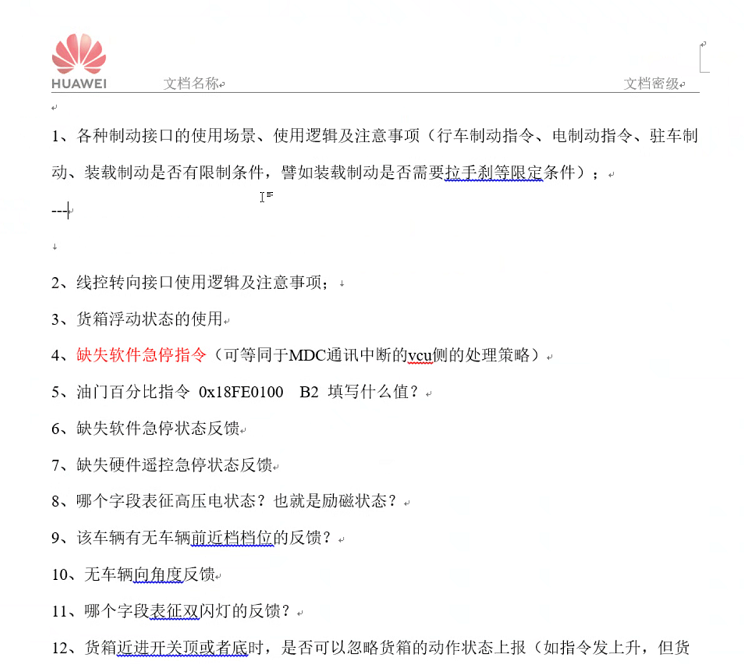 HUAWEI
文档名称
文档密级
1、各种制动接口的使用场景、使用逻辑及注意事项（行车制动指令、电制动指令、驻车制
动、装载制动是否有限制条件，譬如装载制动是否需要拉手刹等限定条件）；
---
2、线控转向接口使用逻辑及注意事项；
3、货箱浮动状态的使用
4、缺失软件急停指令（可等同于MDC通讯中断的vcu侧的处理策略）
5、油门百分比指令 0x18FE0100 B2 填写什么值？
6、缺失软件急停状态反馈
7、缺失硬件遥控急停状态反馈
8、哪个字段表征高压电状态？也就是励磁状态？
9、该车辆有无车辆前近档档位的反馈？
10、无车辆向角度反馈
11、哪个字段表征双闪灯的反馈？
12、货箱近进开关顶或者底时，是否可以忽略货箱的动作状态上报（如指令发上升，但货